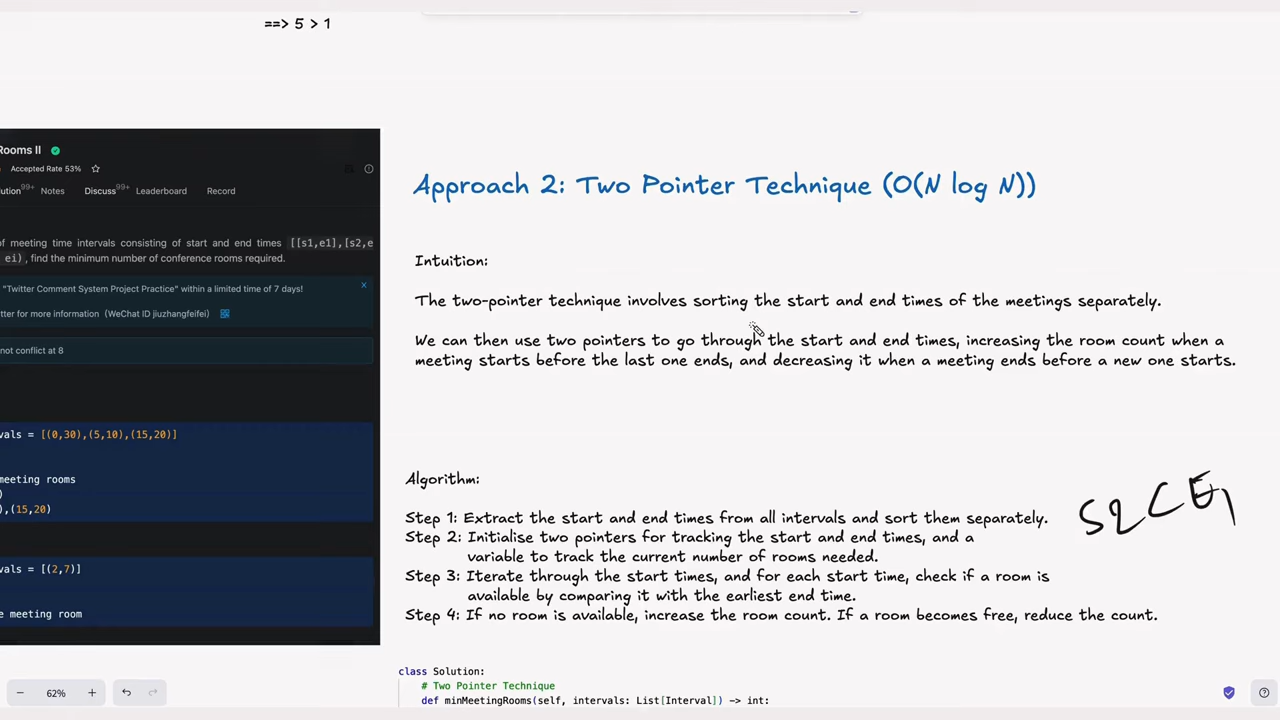 ==> 5 > 1
Rooms II
Accepted Rate 53%
ution 99+ Notes Discuss 99+ Leaderboard Record
of meeting time intervals consisting of start and end times [[s1,e1],[s2,e
ei), find the minimum number of conference rooms required.
"Twitter Comment System Project Practice" within a limited time of 7 days! x
tter for more information (WeChat ID jiuzhangfeifei)
not conflict at 8
vals = [(0,30),(5,10),(15,20)]
meeting rooms
)
),(15,20)
vals = [(2,7)]
e meeting room
Approach 2: Two Pointer Technique (O(N log N))
Intuition:
The two-pointer technique involves sorting the start and end times of the meetings separately.
We can then use two pointers to go through the start and end times, increasing the room count when a
meeting starts before the last one ends, and decreasing it when a meeting ends before a new one starts.
Algorithm:
Step 1: Extract the start and end times from all intervals and sort them separately.
Step 2: Initialise two pointers for tracking the start and end times, and a
variable to track the current number of rooms needed.
Step 3: Iterate through the start times, and for each start time, check if a room is
available by comparing it with the earliest end time.
Step 4: If no room is available, increase the room count. If a room becomes free, reduce the count.
S2 < E1
class Solution:
# Two Pointer Technique
def minMeetingRooms(self, intervals: List[Interval]) -> int:
− 56% +